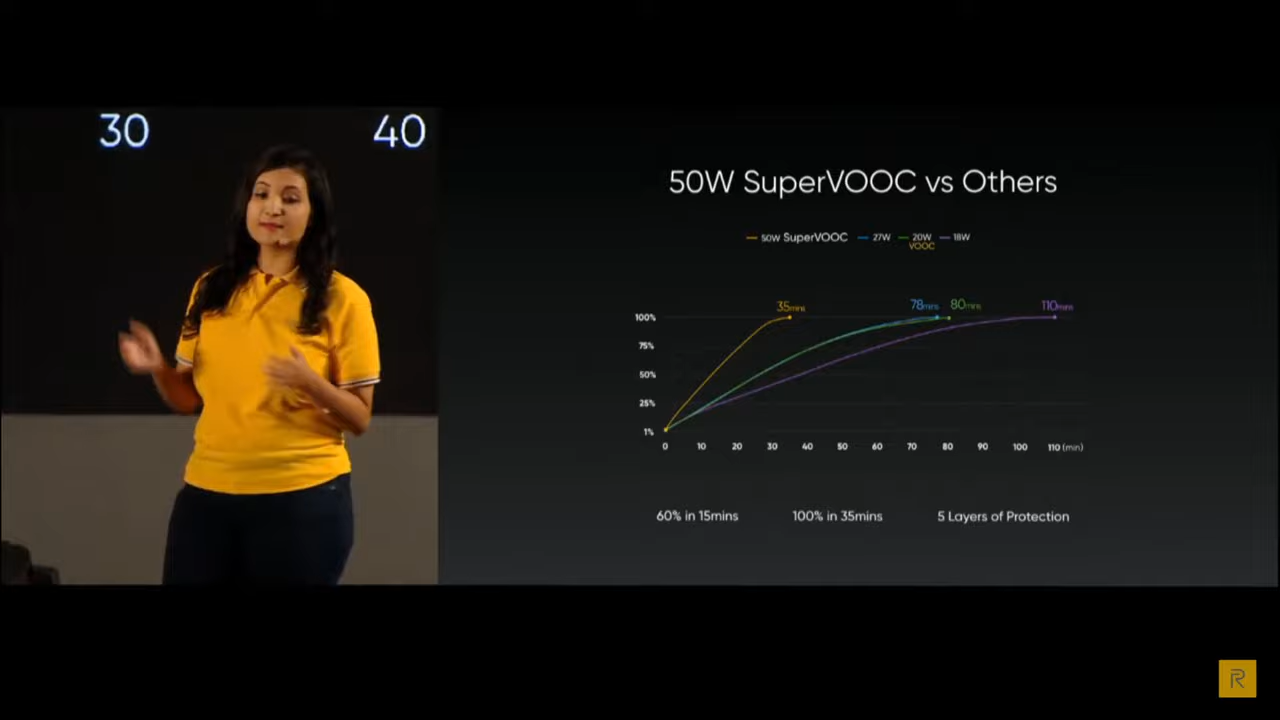 30 40
50W SuperVOOC vs Others
50W SuperVOOC 27W 20W 18W
VOOC
35mins 78mins 80mins 110mins
100%
75%
50%
25%
1%
0 10 20 30 40 50 60 70 80 90 100 110 (min)
60% in 15mins 100% in 35mins 5 Layers of Protection
R